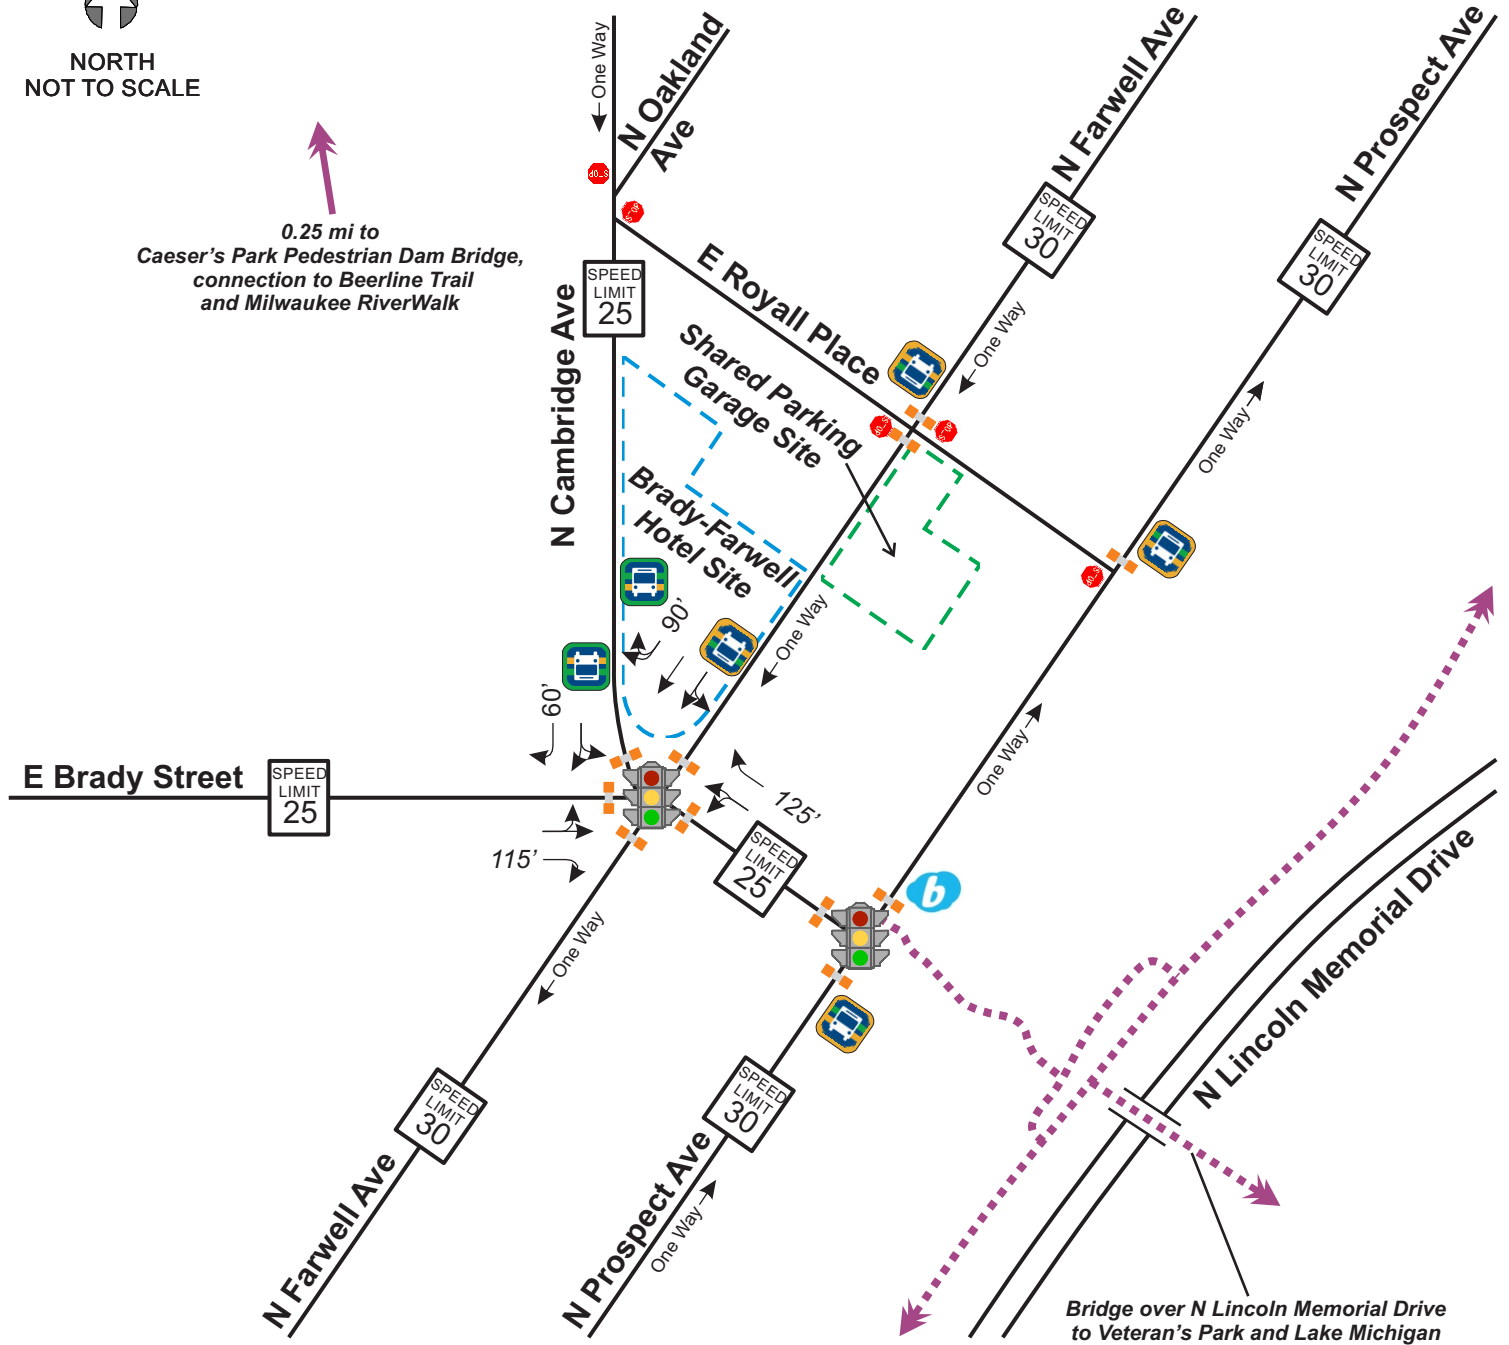 NORTH
NOT TO SCALE
One Way
N Oakland
Ave
N Farwell Ave
N Prospect Ave
STOP
STOP
0.25 mi to
Caeser's Park Pedestrian Dam Bridge,
connection to Beerline Trail
and Milwaukee RiverWalk
SPEED
LIMIT
30
SPEED
LIMIT
30
SPEED
LIMIT
25
E Royall Place
One Way
N Cambridge Ave
Shared Parking
Garage Site
One Way
STOP
STOP
Brady-Farwell
Hotel Site
STOP
90'
One Way
60'
One Way
E Brady Street
SPEED
LIMIT
25
125'
115'
SPEED
LIMIT
25
b
One Way
N Lincoln Memorial Drive
SPEED
LIMIT
30
SPEED
LIMIT
30
N Farwell Ave
N Prospect Ave
One Way
Bridge over N Lincoln Memorial Drive
to Veteran's Park and Lake Michigan